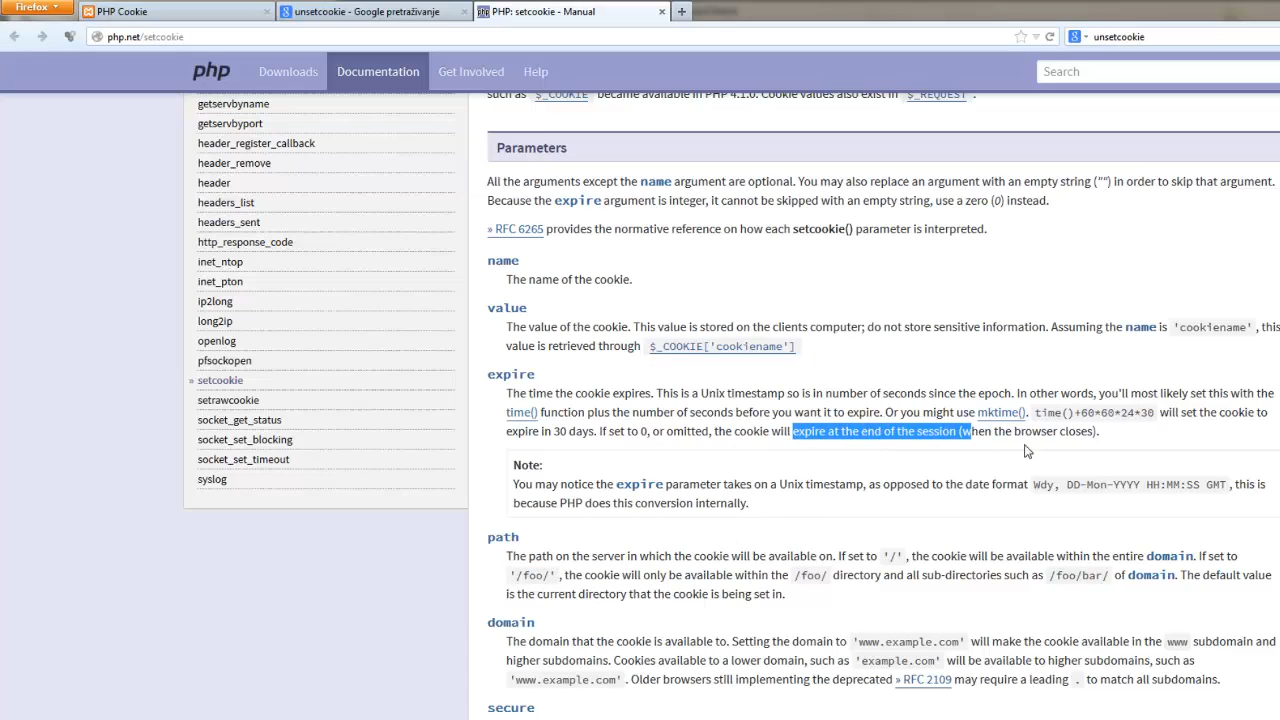 Firefox
PHP Cookie
unsetcookie - Google pretraživanje
PHP: setcookie - Manual
php.net/setcookie
unsetcookie
php
Downloads
Documentation
Get Involved
Help
Search
getservbyname
getservbyport
header_register_callback
header_remove
header
headers_list
headers_sent
http_response_code
inet_ntop
inet_pton
ip2long
long2ip
openlog
pfsockopen
» setcookie
setrawcookie
socket_get_status
socket_set_blocking
socket_set_timeout
syslog
such as $_COOKIE became available in PHP 4.1.0. Cookie values also exist in $_REQUEST.
Parameters
All the arguments except the name argument are optional. You may also replace an argument with an empty string ("") in order to skip that argument.
Because the expire argument is integer, it cannot be skipped with an empty string, use a zero (0) instead.
» RFC 6265 provides the normative reference on how each setcookie() parameter is interpreted.
name
The name of the cookie.
value
The value of the cookie. This value is stored on the clients computer; do not store sensitive information. Assuming the name is 'cookiename', this
value is retrieved through $_COOKIE['cookiename']
expire
The time the cookie expires. This is a Unix timestamp so is in number of seconds since the epoch. In other words, you'll most likely set this with the
time() function plus the number of seconds before you want it to expire. Or you might use mktime(). time()+60*60*24*30 will set the cookie to
expire in 30 days. If set to 0, or omitted, the cookie will expire at the end of the session (when the browser closes).
Note:
You may notice the expire parameter takes on a Unix timestamp, as opposed to the date format Wdy, DD-Mon-YYYY HH:MM:SS GMT, this is
because PHP does this conversion internally.
path
The path on the server in which the cookie will be available on. If set to '/', the cookie will be available within the entire domain. If set to
'/foo/', the cookie will only be available within the /foo/ directory and all sub-directories such as /foo/bar/ of domain. The default value
is the current directory that the cookie is being set in.
domain
The domain that the cookie is available to. Setting the domain to 'www.example.com' will make the cookie available in the www subdomain and
higher subdomains. Cookies available to a lower domain, such as 'example.com' will be available to higher subdomains, such as
'www.example.com'. Older browsers still implementing the deprecated » RFC 2109 may require a leading . to match all subdomains.
secure